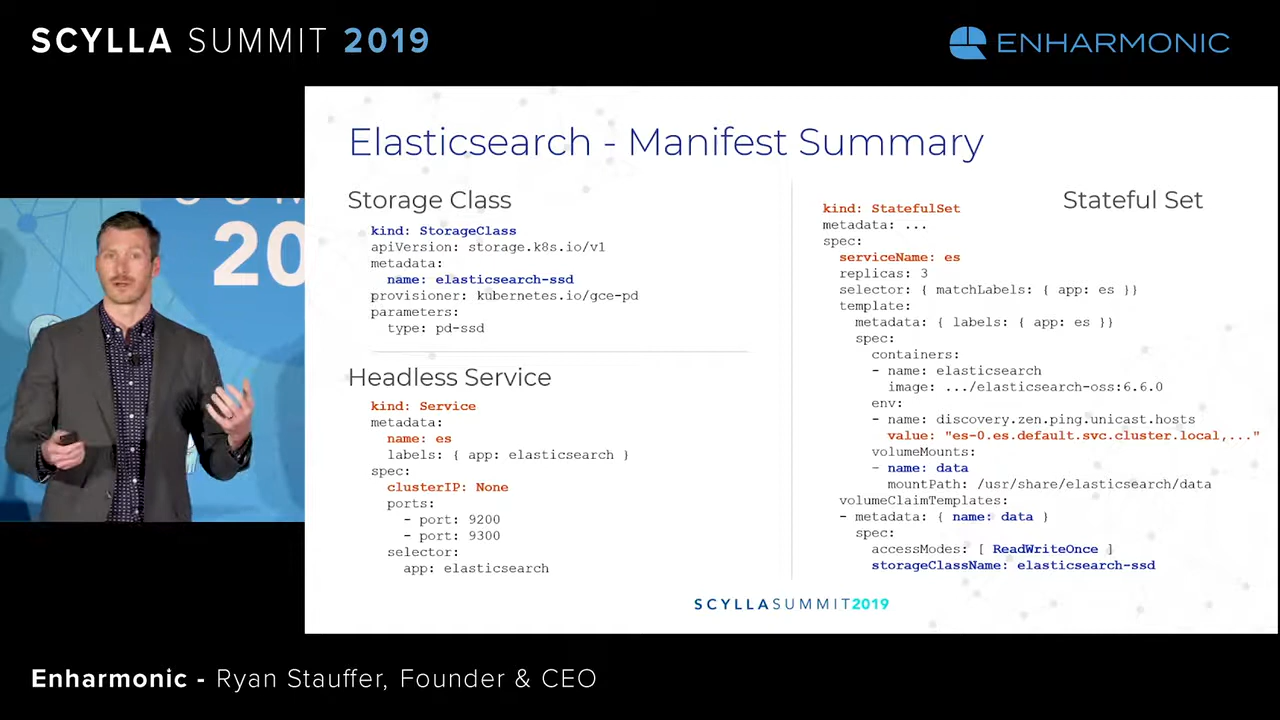 SCYLLA SUMMIT 2019
ENHARMONIC
20
Elasticsearch - Manifest Summary
Storage Class
kind: StorageClass
apiVersion: storage.k8s.io/v1
metadata:
name: elasticsearch-ssd
provisioner: kubernetes.io/gce-pd
parameters:
type: pd-ssd
Headless Service
kind: Service
metadata:
name: es
labels: { app: elasticsearch }
spec:
clusterIP: None
ports:
- port: 9200
- port: 9300
selector:
app: elasticsearch
Stateful Set
kind: StatefulSet
metadata: ...
spec:
serviceName: es
replicas: 3
selector: { matchLabels: { app: es }}
template:
metadata: { labels: { app: es }}
spec:
containers:
- name: elasticsearch
image: .../elasticsearch-oss:6.6.0
env:
- name: discovery.zen.ping.unicast.hosts
value: "es-0.es.default.svc.cluster.local,..."
volumeMounts:
- name: data
mountPath: /usr/share/elasticsearch/data
volumeClaimTemplates:
- metadata: { name: data }
spec:
accessModes: [ ReadWriteOnce ]
storageClassName: elasticsearch-ssd
SCYLLASUMMIT2019
Enharmonic - Ryan Stauffer, Founder & CEO